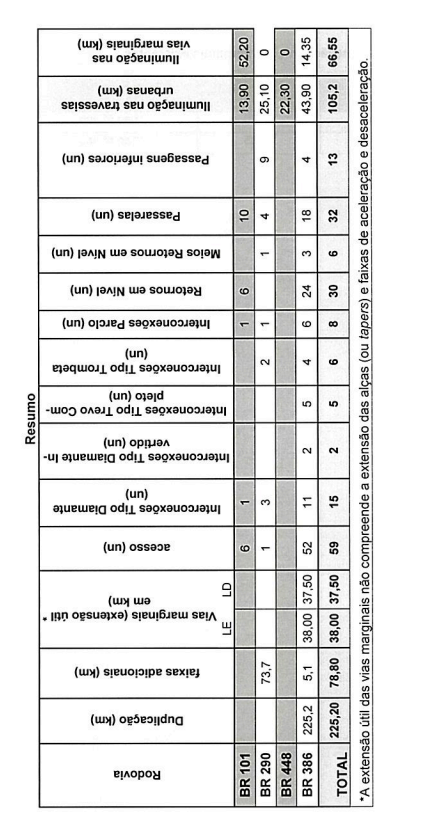 Resumo
Rodovia | Duplicação (km) | faixas adicionais (km) | Vias marginais (extensão) útil * em km LE LD | acesso (un) | Interconexões Tipo Diamante (un) | Interconexões Tipo Diamante In-vertido (un) | Interconexões Tipo Trevo Com-pleto (un) | Interconexões Tipo Trombeta (un) | Interconexões Parclo (un) | Retornos em Nível (un) | Meios Retornos em Nível (un) | Passarelas (un) | Passagens inferiores (un) | Iluminação nas travessias urbanas (km) | Iluminação nas vias marginais (km)
BR 101 | | | | | 6 | 1 | | | | 1 | 6 | | 10 | | 13,90 | 52,20
BR 290 | | 73,7 | | | 1 | 3 | | | 2 | 1 | | 1 | 4 | 9 | 25,10 | 0
BR 448 | | | | | | | | | | | | | | | 22,30 | 0
BR 386 | 225,2 | 5,1 | 38,00 | 37,50 | 52 | 11 | 2 | 5 | 4 | 6 | 24 | 3 | 18 | 4 | 43,90 | 14,35
TOTAL | 225,20 | 78,80 | 38,00 | 37,50 | 59 | 15 | 2 | 5 | 6 | 8 | 30 | 6 | 32 | 13 | 105,2 | 66,55
*A extensão útil das vias marginais não compreende a extensão das alças (ou tapers) e faixas de aceleração e desaceleração.